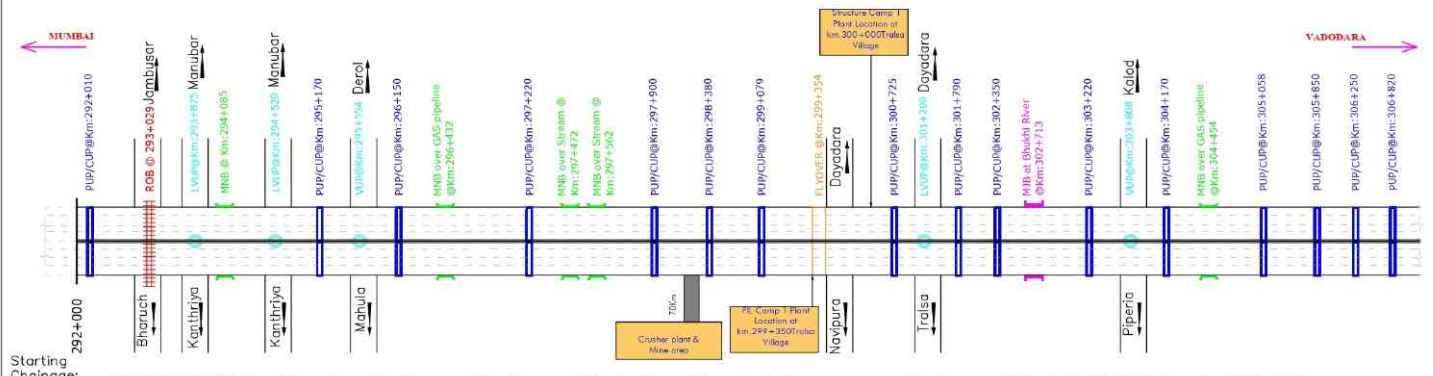 MUMBAI
VADODARA
Structure Camp 1
Plant Location at
km.300+000Tralsa
Village
PUP/CUP@Km:292+010
ROB @ 293+029
Jambusar
LVUP@Km:293+875
Manubar
MNB @ Km:294+085
LVUP@Km:294+520
Manubar
PUP/CUP@Km:295+170
VUP@Km:295+554
Derol
PUP/CUP@Km:296+150
MNB over GAS pipeline
@Km:296+432
PUP/CUP@Km:297+220
MNB over Stream @
Km:297+472
MNB over Stream @
Km:297+562
PUP/CUP@Km:297+900
PUP/CUP@Km:298+380
PUP/CUP@Km:299+079
FLYOVER @Km:299+354
Dayadara
PUP/CUP@Km:300+725
LVUP@Km:301+200
Dayadara
PUP/CUP@Km:301+790
PUP/CUP@Km:302+350
MJB at Bhukhi River
@Km:302+713
PUP/CUP@Km:303+220
VUP@Km:303+808
Kalod
PUP/CUP@Km:304+170
MNB over GAS pipeline
@Km:304+454
PUP/CUP@Km:305+058
PUP/CUP@Km:305+850
PUP/CUP@Km:306+250
PUP/CUP@Km:306+820
292+000
Bharuch
Kanthriya
Kanthriya
Mahula
70Km
Crusher plant &
Mine area
Camp 1 Plant
Location at
km.299+350Tralsa
Village
Navipura
Tralsa
Piperia
Starting
Chainage: